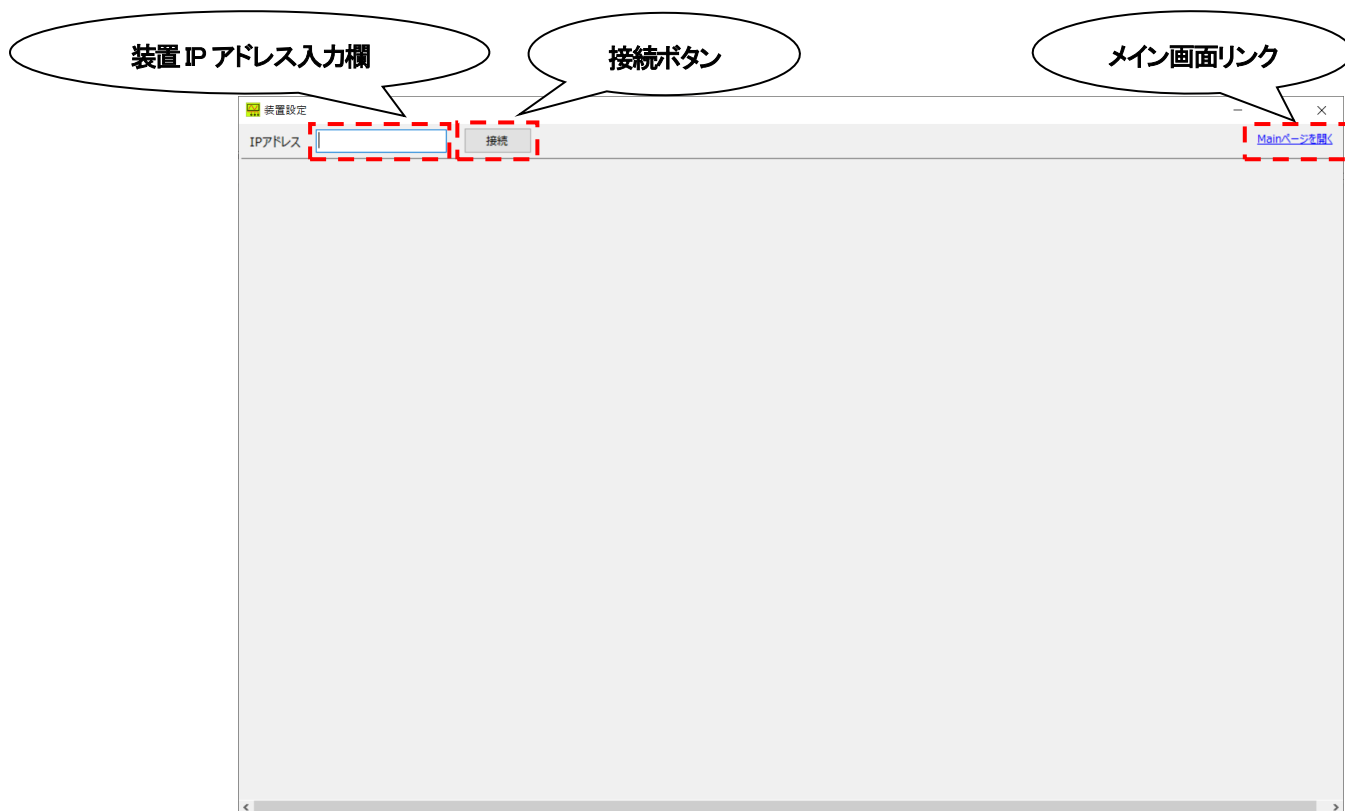 装置 IP アドレス入力欄
接続ボタン
メイン画面リンク
装置設定
IPアドレス
接続
Mainページを開く